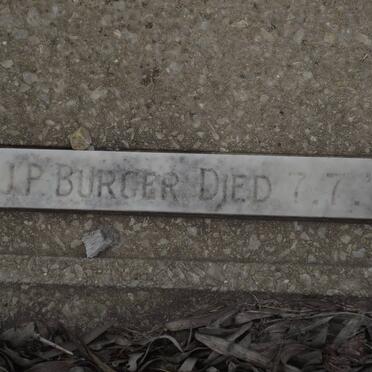 J.P. BURGER DIED 7.7.